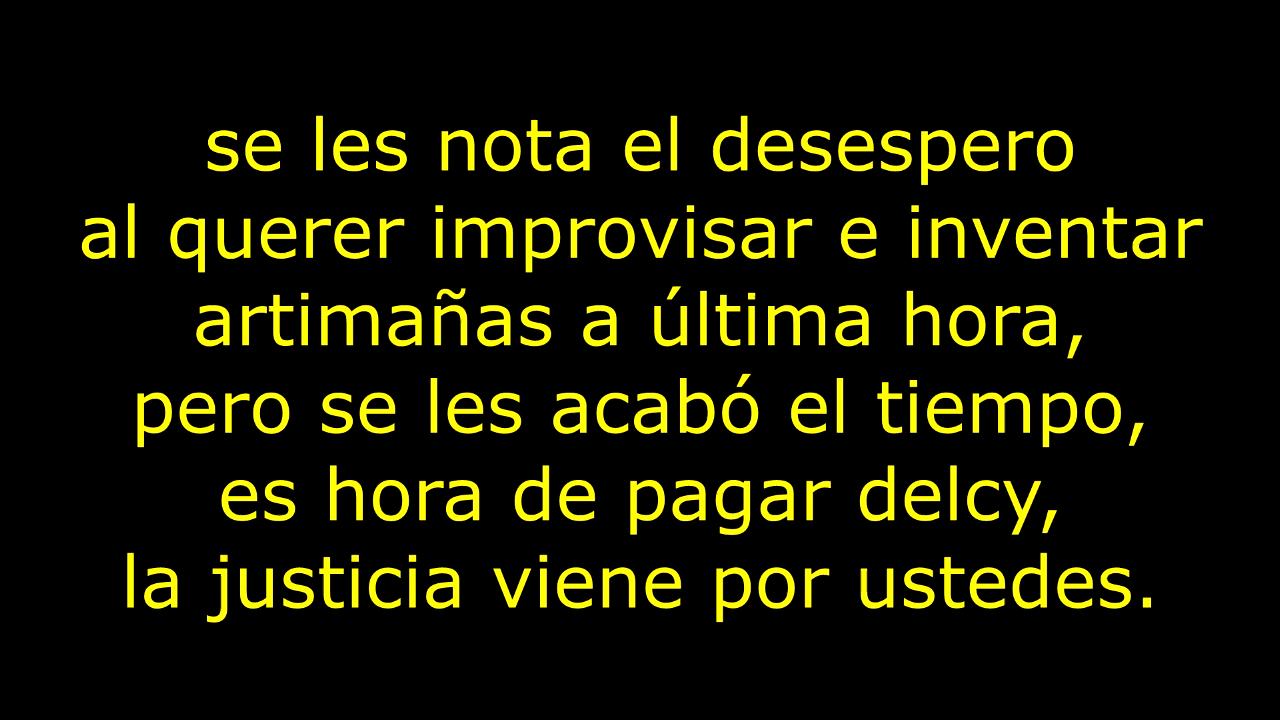 se les nota el desespero
al querer improvisar e inventar
artimañas a última hora,
pero se les acabó el tiempo,
es hora de pagar delcy,
la justicia viene por ustedes.